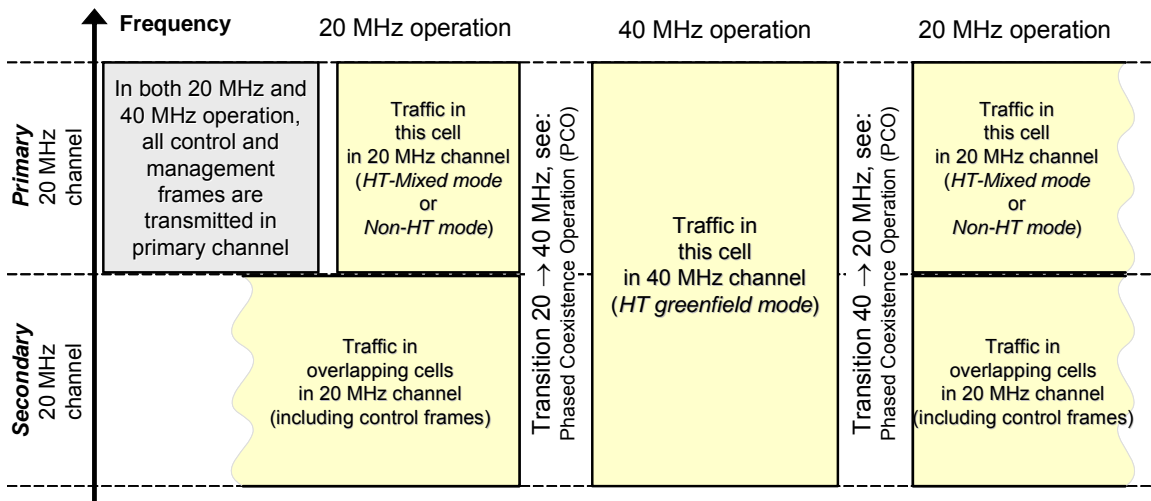 Frequency
20 MHz operation
40 MHz operation
20 MHz operation
Primary
20 MHz
channel
In both 20 MHz and
40 MHz operation,
all control and
management
frames are
transmitted in
primary channel
Traffic in
this cell
in 20 MHz channel
(HT-Mixed mode
or
Non-HT mode)
Transition 20 → 40 MHz, see:
Phased Coexistence Operation (PCO)
Traffic in
this cell
in 40 MHz channel
(HT greenfield mode)
Transition 40 → 20 MHz, see:
Phased Coexistence Operation (PCO)
Traffic in
this cell
in 20 MHz channel
(HT-Mixed mode
or
Non-HT mode)
Secondary
20 MHz
channel
Traffic in
overlapping cells
in 20 MHz channel
(including control frames)
Traffic in
overlapping cells
in 20 MHz channel
(including control frames)